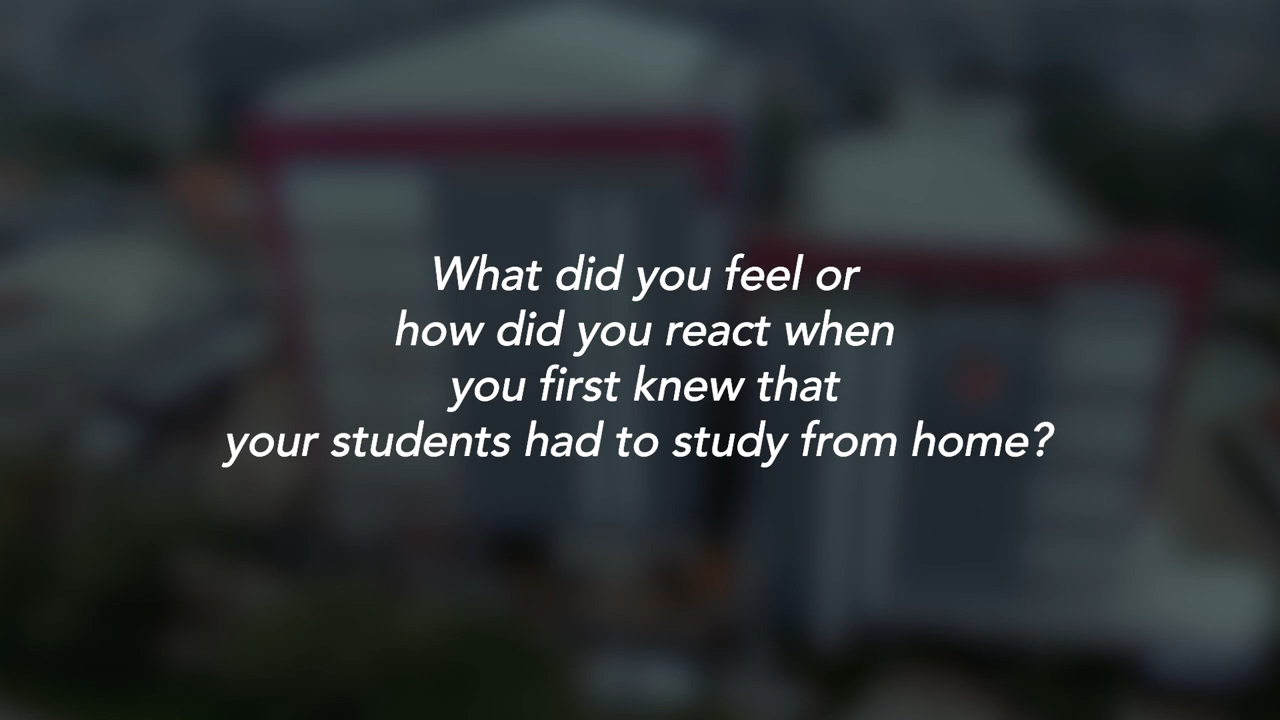 What did you feel or
how did you react when
you first knew that
your students had to study from home?